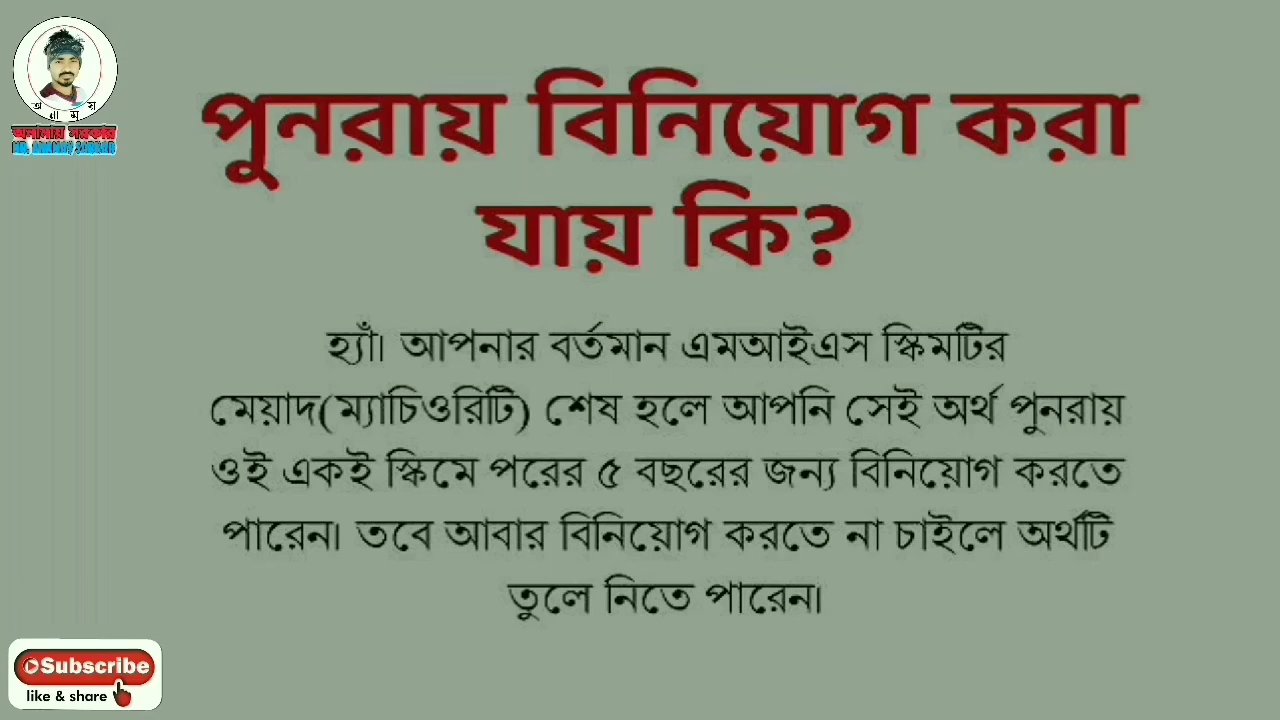 পুনরায় বিনিয়োগ করা
যায় কি?
হ্যাঁ। আপনার বর্তমান এমআইএস স্কিমটির
মেয়াদ(ম্যাচিওরিটি) শেষ হলে আপনি সেই অর্থ পুনরায়
ওই একই স্কিমে পরের ৫ বছরের জন্য বিনিয়োগ করতে
পারেন। তবে আবার বিনিয়োগ করতে না চাইলে অর্থটি
তুলে নিতে পারেন।
Subscribe
like & share